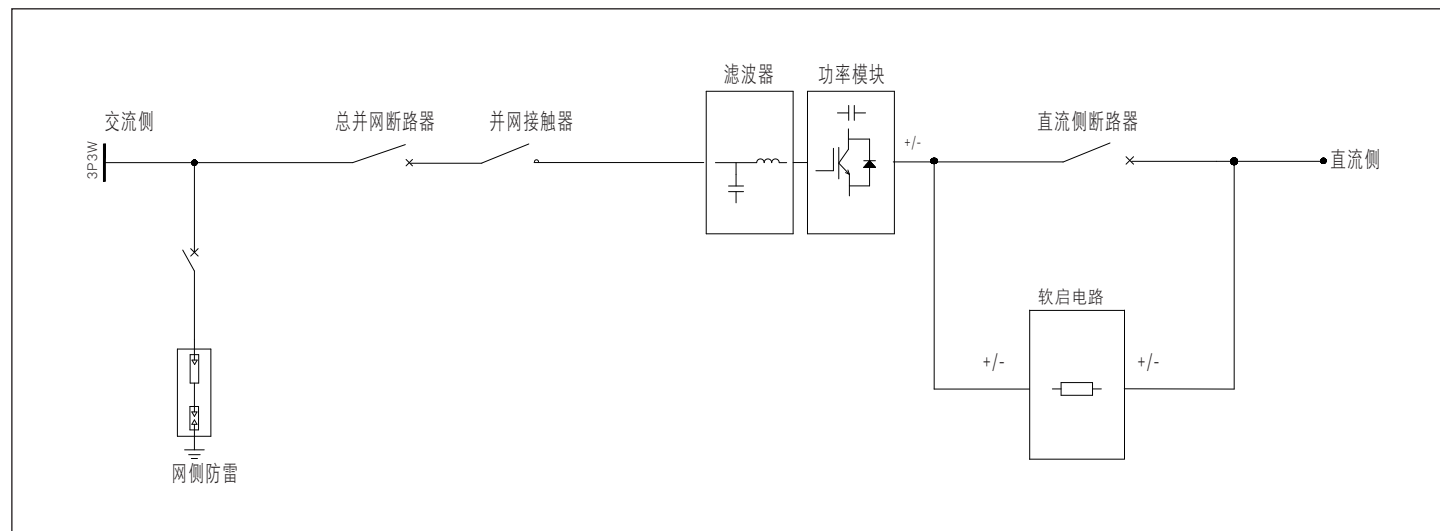 滤波器
功率模块
交流侧
总并网断路器
并网接触器
直流侧断路器
3P3W
+/-
直流侧
软启电路
+/-
+/-
网侧防雷